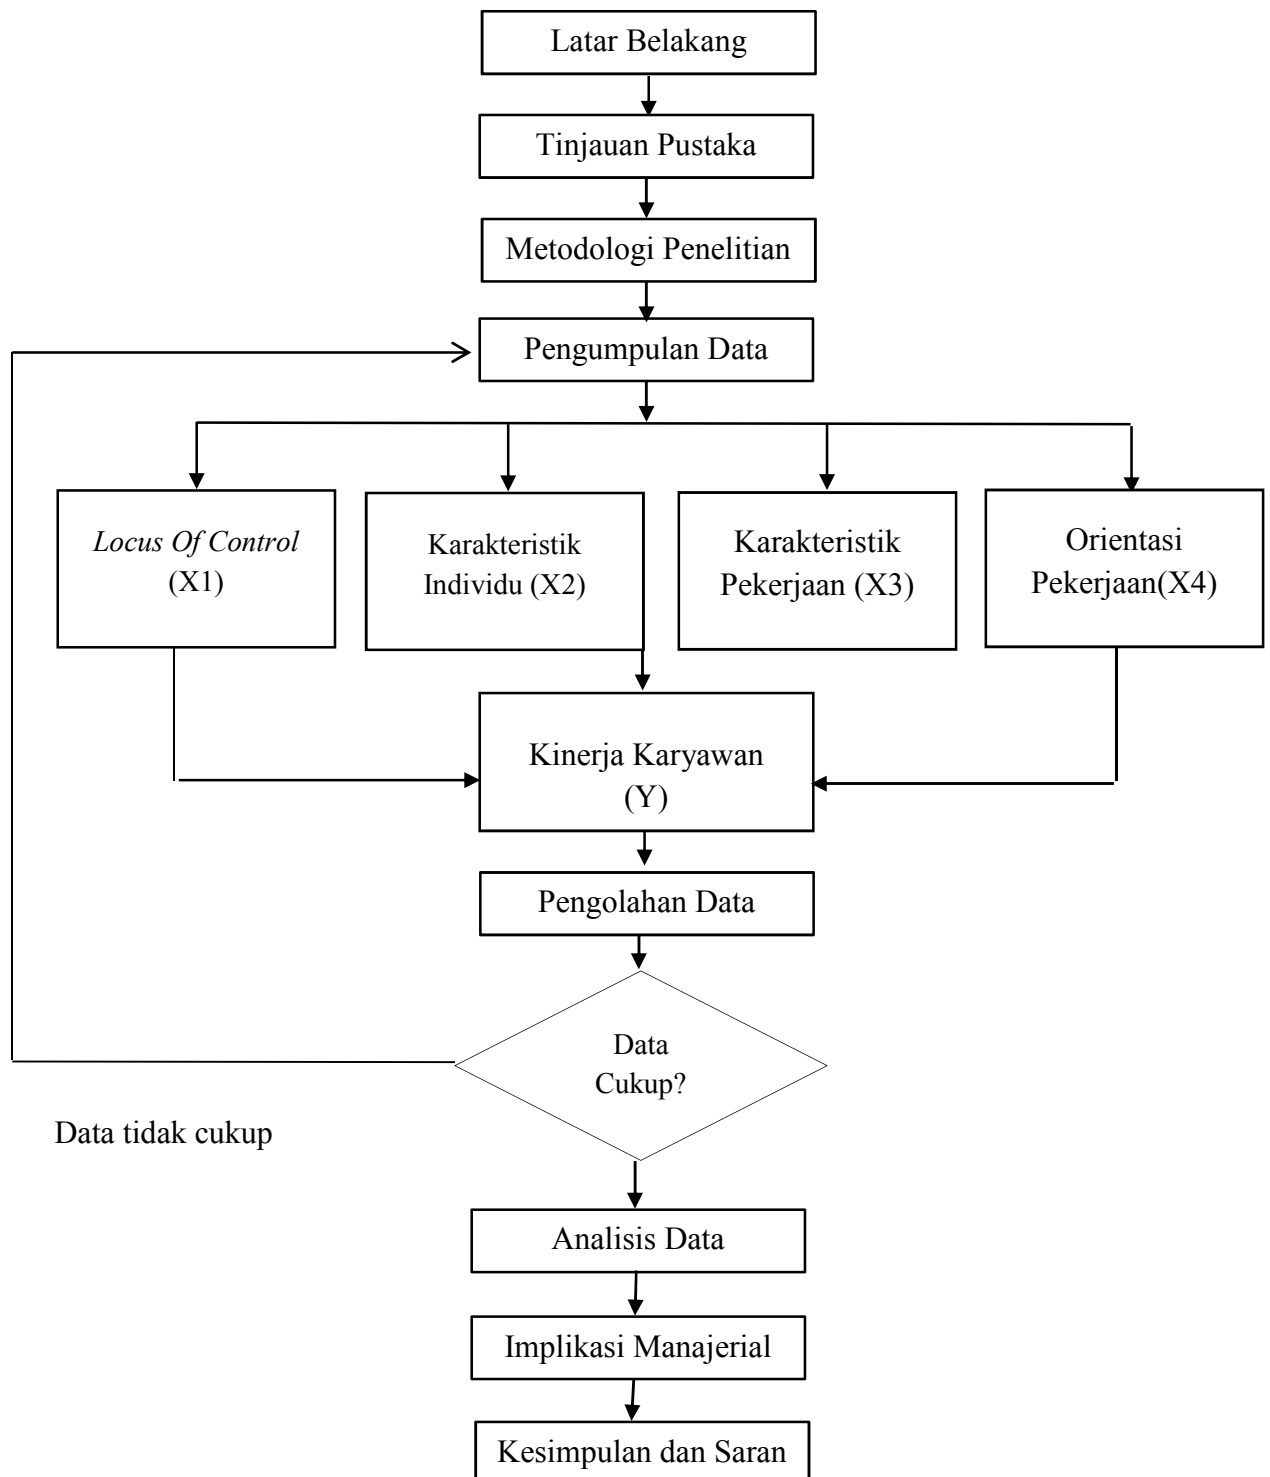 Latar Belakang
Tinjauan Pustaka
Metodologi Penelitian
Pengumpulan Data
Locus Of Control
(X1)
Karakteristik
Individu (X2)
Karakteristik
Pekerjaan (X3)
Orientasi
Pekerjaan(X4)
Kinerja Karyawan
(Y)
Pengolahan Data
Data
Cukup?
Data tidak cukup
Analisis Data
Implikasi Manajerial
Kesimpulan dan Saran